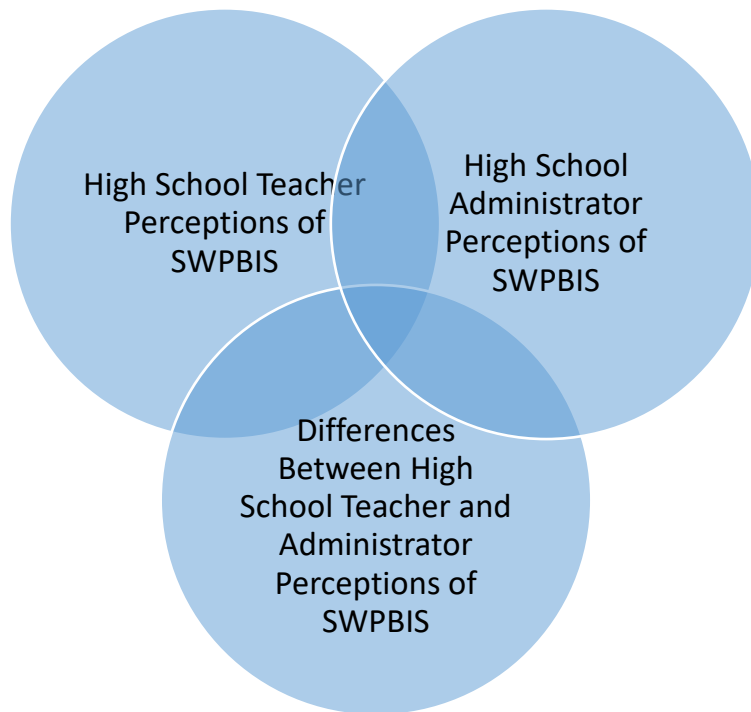 High School Teacher
Perceptions of
SWPBIS
High School
Administrator
Perceptions of
SWPBIS
Differences
Between High
School Teacher and
Administrator
Perceptions of
SWPBIS